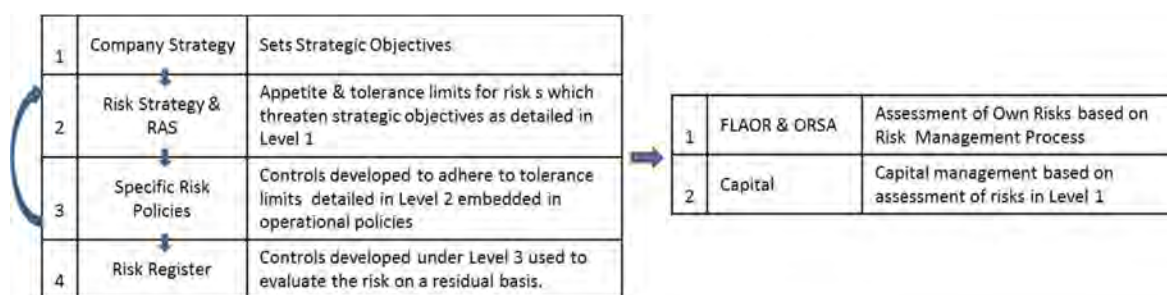 1 Company Strategy Sets Strategic Objectives
2 Risk Strategy &
RAS
Appetite & tolerance limits for risk s which
threaten strategic objectives as detailed in
Level 1
3 Specific Risk
Policies
Controls developed to adhere to tolerance
limits detailed in Level 2 embedded in
operational policies
4 Risk Register
Controls developed under Level 3 used to
evaluate the risk on a residual basis.
1 FLAOR & ORSA
Assessment of Own Risks based on
Risk Management Process
2 Capital
Capital management based on
assessment of risks in Level 1